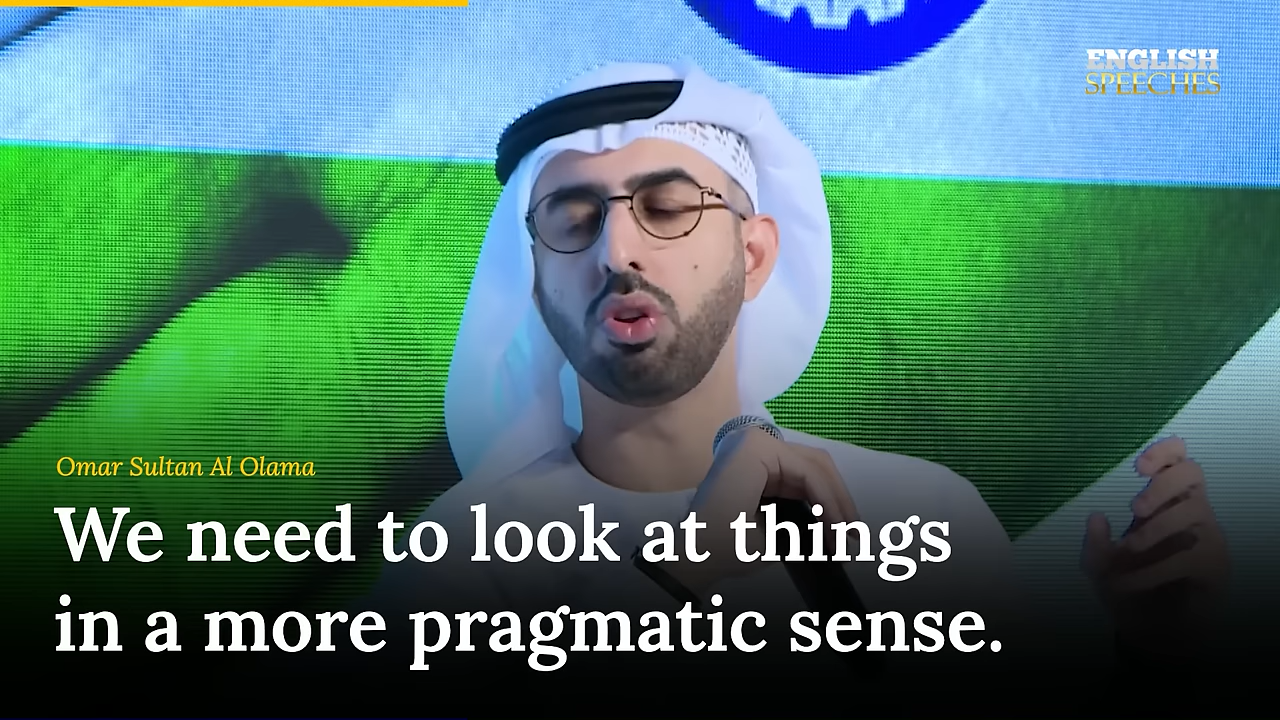 ENGLISH
SPEECHES
Omar Sultan Al Olama
We need to look at things
in a more pragmatic sense.